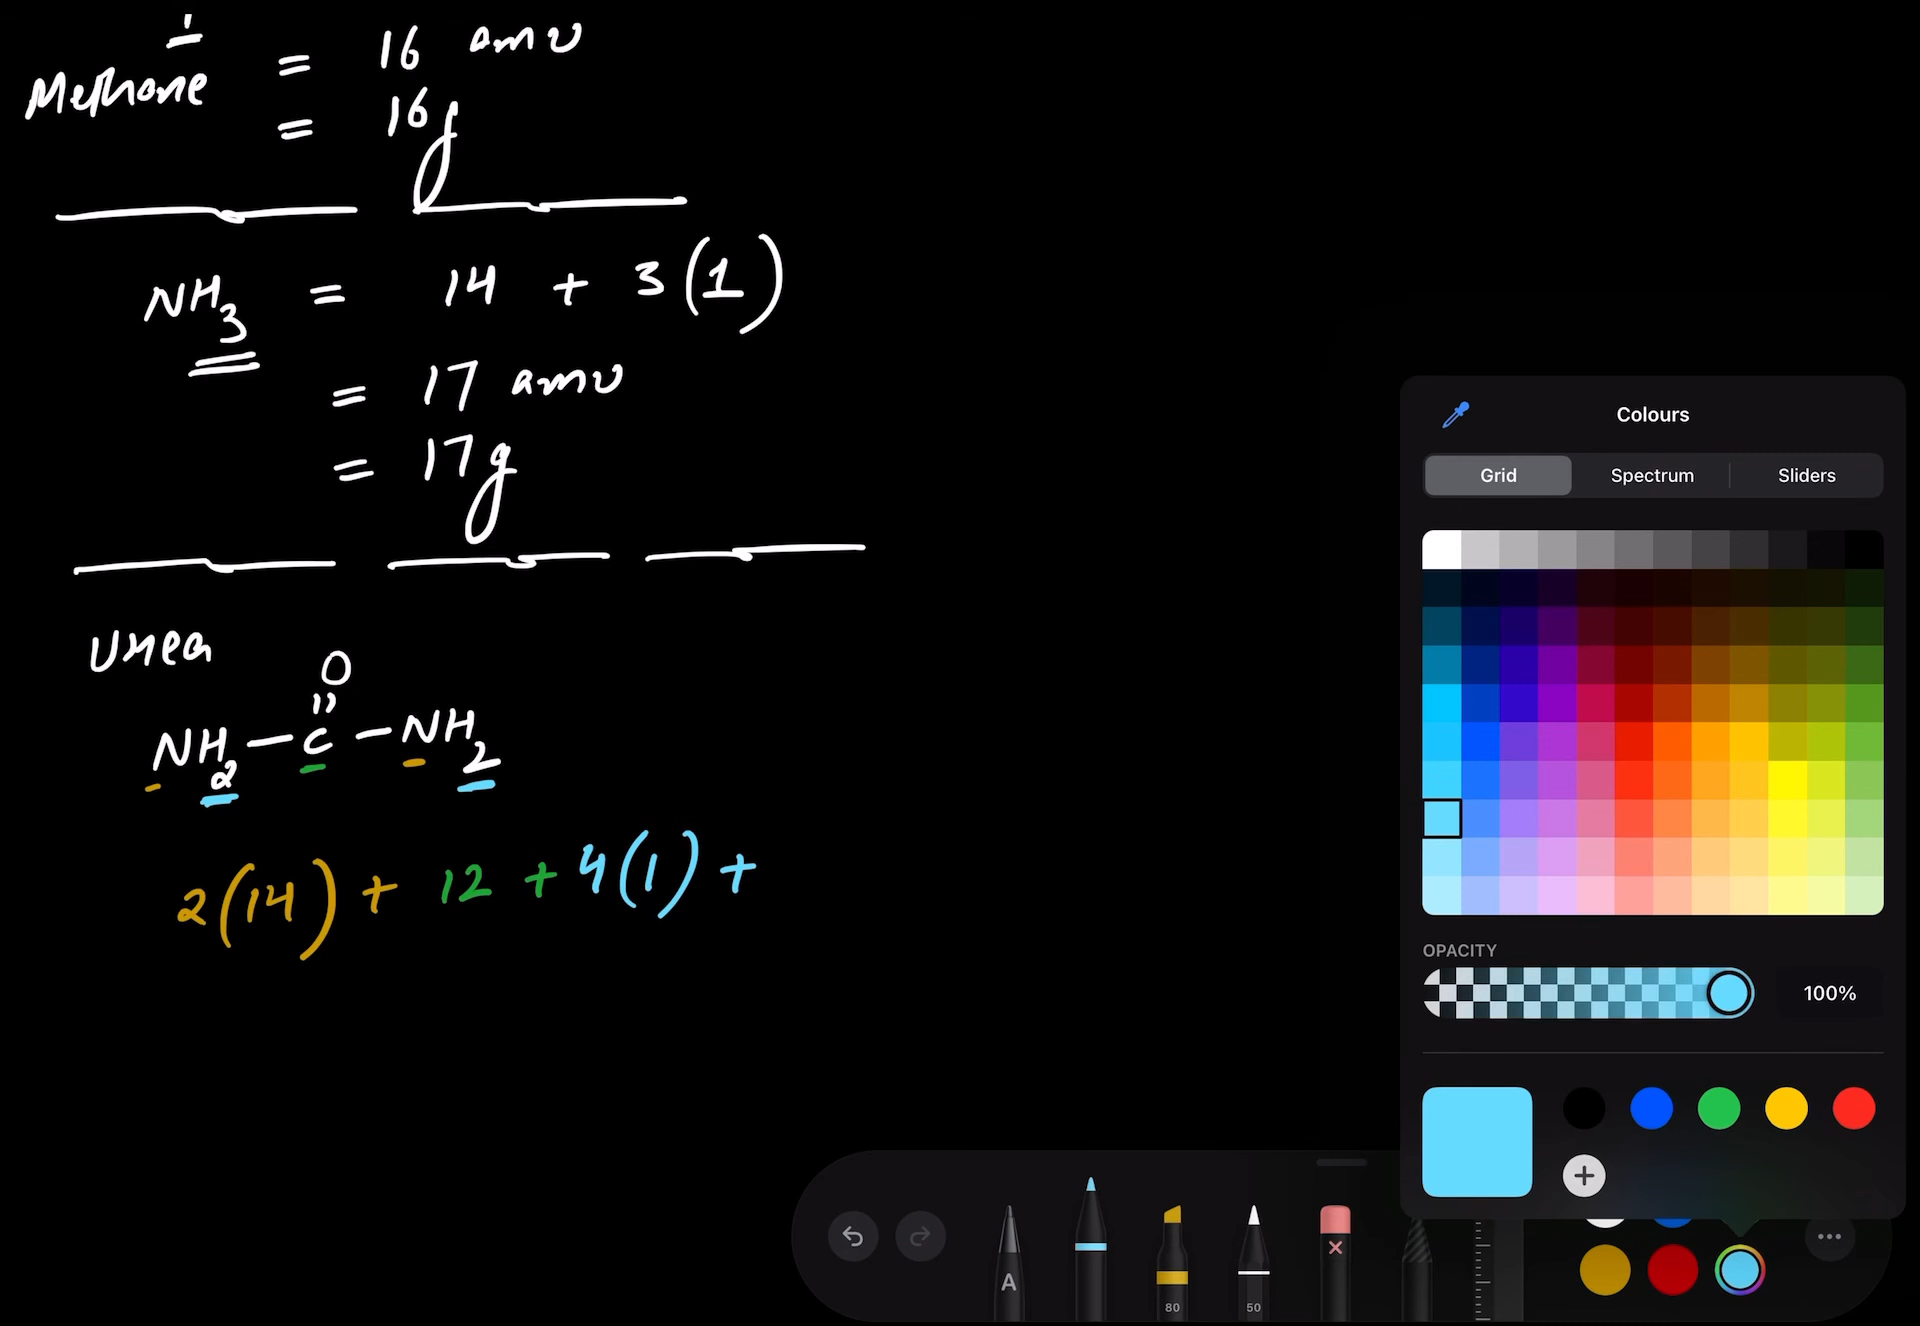 Methane = 16 amu
= 16g
NH3 = 14 + 3(1)
= 17 amu
= 17g
Urea
O
NH2 - C - NH2
2(14) + 12 + 4(1) +
Colours
Grid Spectrum Sliders
OPACITY
100%
A
80
50